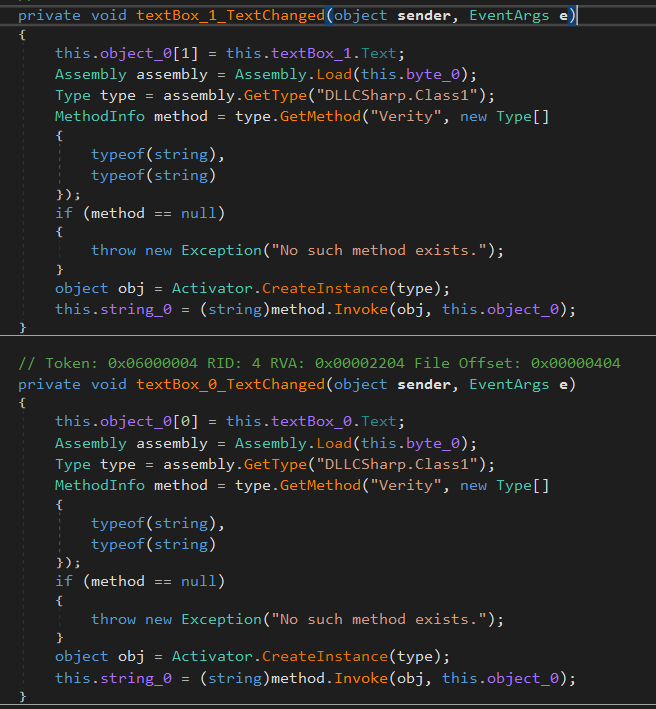 private void textBox_1_TextChanged(object sender, EventArgs e)
{
    this.object_0[1] = this.textBox_1.Text;
    Assembly assembly = Assembly.Load(this.byte_0);
    Type type = assembly.GetType("DLLCSharp.Class1");
    MethodInfo method = type.GetMethod("Verity", new Type[]
    {
        typeof(string),
        typeof(string)
    });
    if (method == null)
    {
        throw new Exception("No such method exists.");
    }
    object obj = Activator.CreateInstance(type);
    this.string_0 = (string)method.Invoke(obj, this.object_0);
}
// Token: 0x06000004 RID: 4 RVA: 0x00002204 File Offset: 0x00000404
private void textBox_0_TextChanged(object sender, EventArgs e)
{
    this.object_0[0] = this.textBox_0.Text;
    Assembly assembly = Assembly.Load(this.byte_0);
    Type type = assembly.GetType("DLLCSharp.Class1");
    MethodInfo method = type.GetMethod("Verity", new Type[]
    {
        typeof(string),
        typeof(string)
    });
    if (method == null)
    {
        throw new Exception("No such method exists.");
    }
    object obj = Activator.CreateInstance(type);
    this.string_0 = (string)method.Invoke(obj, this.object_0);
}